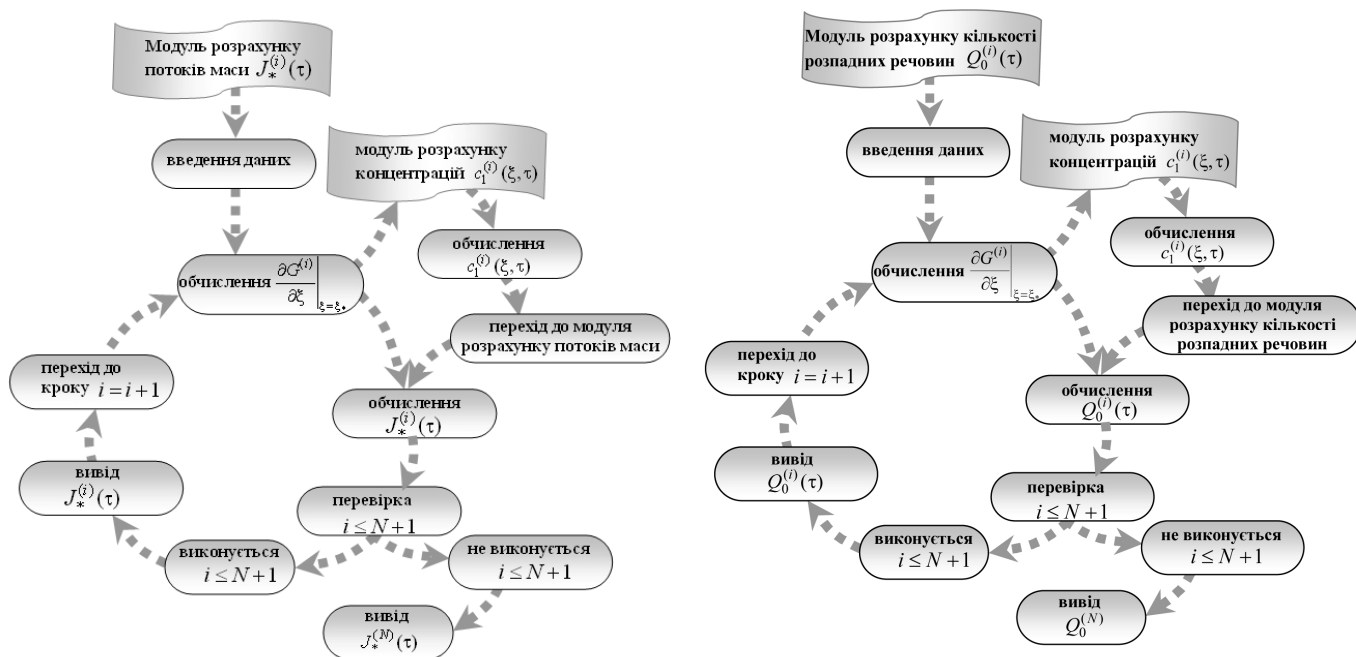 Модуль розрахунку
потоків маси J_*^{(i)}(τ)
введення даних
модуль розрахунку
концентрацій c_1^{(i)}(ξ,τ)
обчислення
c_1^{(i)}(ξ,τ)
обчислення ∂G^{(i)}/∂ξ|_{ξ=ξ_*}
перехід до модуля
розрахунку потоків маси
перехід до
кроку i = i+1
обчислення
J_*^{(i)}(τ)
вивід
J_*^{(i)}(τ)
перевірка
i ≤ N+1
виконується
i ≤ N+1
не виконується
i ≤ N+1
вивід
J_*^{(N)}(τ)
Модуль розрахунку кількості
розпадних речовин Q_0^{(i)}(τ)
введення даних
модуль розрахунку
концентрацій c_1^{(i)}(ξ,τ)
обчислення
c_1^{(i)}(ξ,τ)
обчислення ∂G^{(i)}/∂ξ|_{ξ=ξ_*}
перехід до модуля
розрахунку кількості
розпадних речовин
перехід до
кроку i = i+1
обчислення
Q_0^{(i)}(τ)
вивід
Q_0^{(i)}(τ)
перевірка
i ≤ N+1
виконується
i ≤ N+1
не виконується
i ≤ N+1
вивід
Q_0^{(N)}